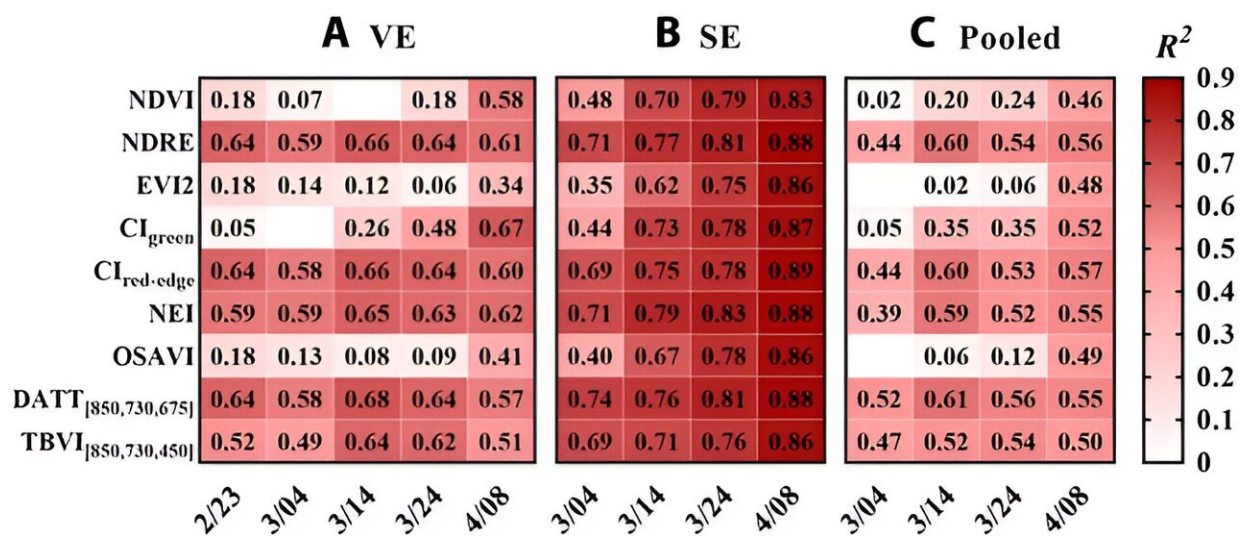 A VE B SE C Pooled R²
NDVI 0.18 0.07 0.18 0.58 0.48 0.70 0.79 0.83 0.02 0.20 0.24 0.46 0.9
NDRE 0.64 0.59 0.66 0.64 0.61 0.71 0.77 0.81 0.88 0.44 0.60 0.54 0.56 0.8
EVI2 0.18 0.14 0.12 0.06 0.34 0.35 0.62 0.75 0.86 0.02 0.06 0.48 0.7
CIgreen 0.05 0.26 0.48 0.67 0.44 0.73 0.78 0.87 0.05 0.35 0.35 0.52 0.6
0.5
CIred-edge 0.64 0.58 0.66 0.64 0.60 0.69 0.75 0.78 0.89 0.44 0.60 0.53 0.57 0.4
NEI 0.59 0.59 0.65 0.63 0.62 0.71 0.79 0.83 0.88 0.39 0.59 0.52 0.55 0.3
OSAVI 0.18 0.13 0.08 0.09 0.41 0.40 0.67 0.78 0.86 0.06 0.12 0.49 0.2
DATT[850,730,675] 0.64 0.58 0.68 0.64 0.57 0.74 0.76 0.81 0.88 0.52 0.61 0.56 0.55 0.1
TBVI[850,730,450] 0.52 0.49 0.64 0.62 0.51 0.69 0.71 0.76 0.86 0.47 0.52 0.54 0.50 0
2/23 3/04 3/14 3/24 4/08 3/04 3/14 3/24 4/08 3/04 3/14 3/24 4/08